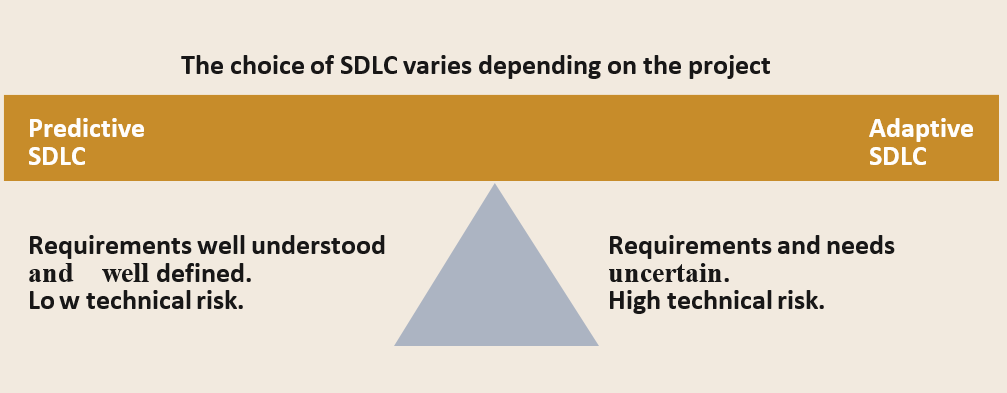 The choice of SDLC varies depending on the project
Predictive
SDLC
Adaptive
SDLC
Requirements well understood
and well defined.
Low technical risk.
Requirements and needs
uncertain.
High technical risk.